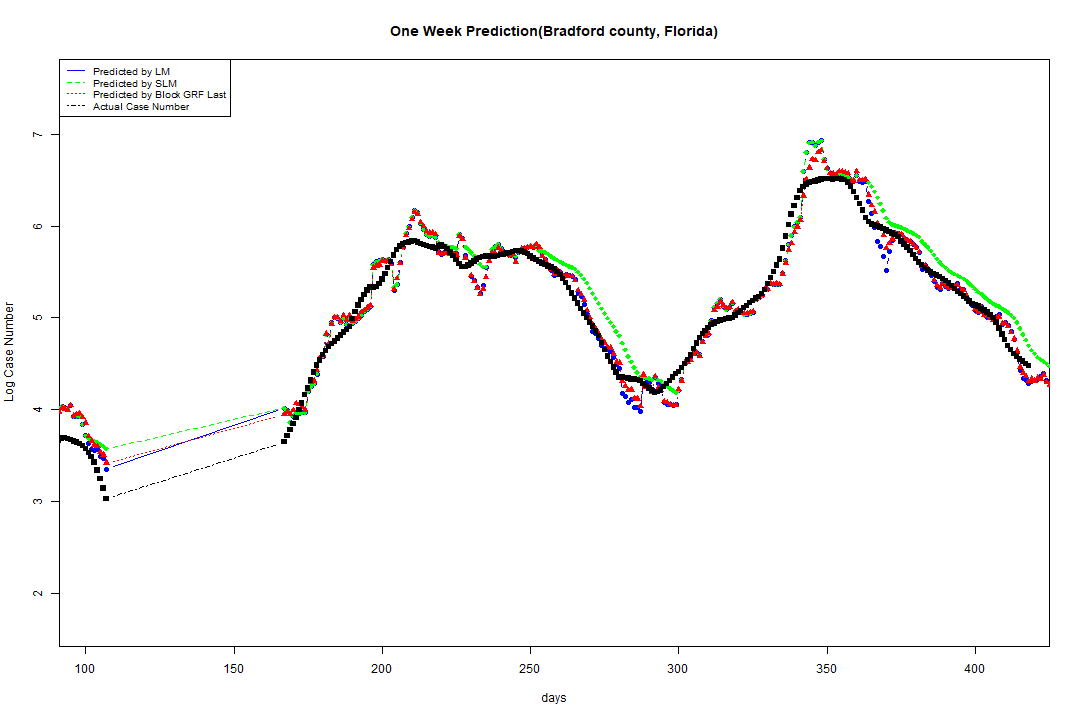 One Week Prediction(Bradford county, Florida)
Predicted by LM
Predicted by SLM
Predicted by Block GRF Last
Actual Case Number
7
6
5
4
3
2
Log Case Number
100 150 200 250 300 350 400
days